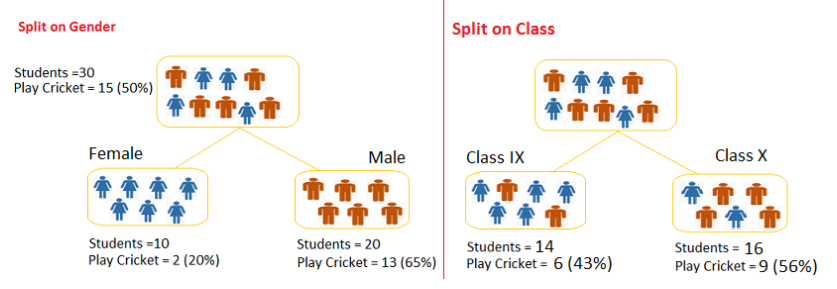 Split on Gender
Students =30
Play Cricket = 15 (50%)
Female
Students =10
Play Cricket = 2 (20%)
Male
Students = 20
Play Cricket = 13 (65%)
Split on Class
Class IX
Students = 14
Play Cricket = 6 (43%)
Class X
Students = 16
Play Cricket = 9 (56%)